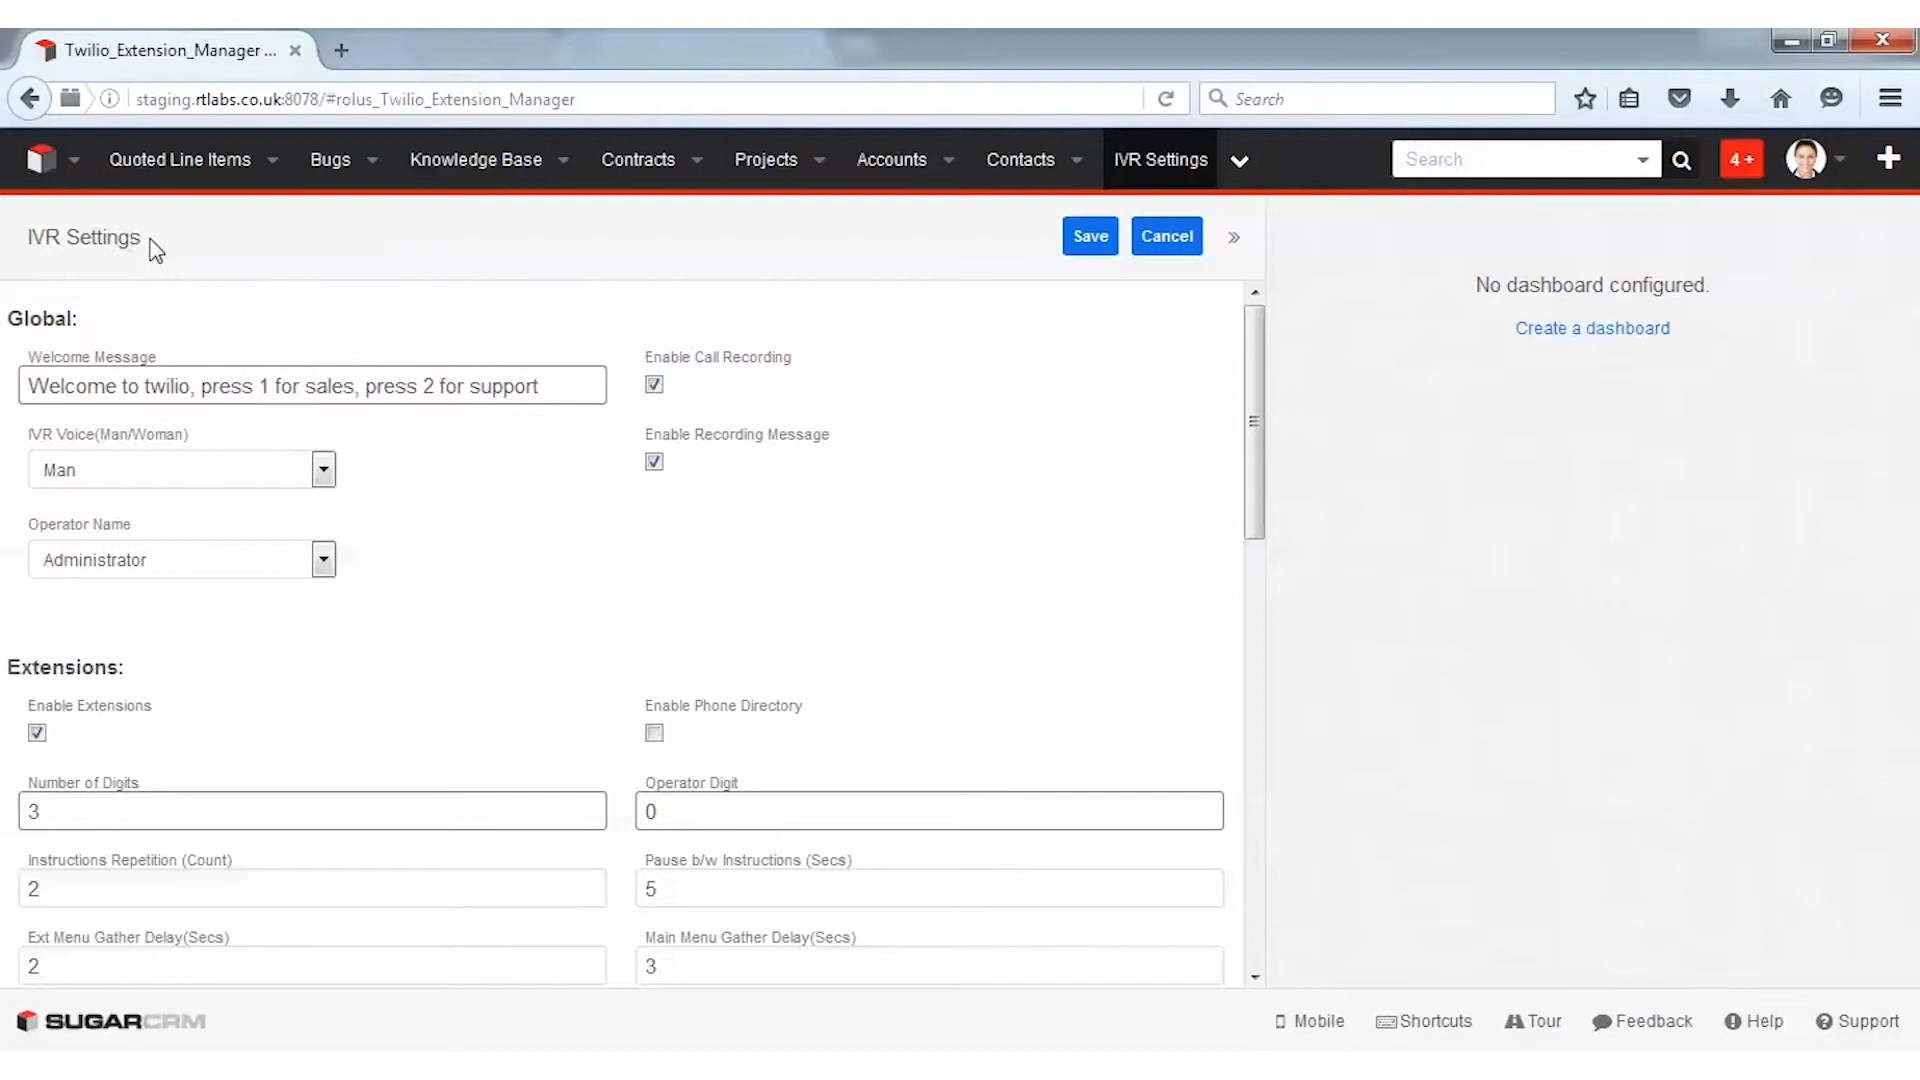 Twilio_Extension_Manager ...
staging.rtlabs.co.uk:8078/#rolus_Twilio_Extension_Manager
Search
Quoted Line Items
Bugs
Knowledge Base
Contracts
Projects
Accounts
Contacts
IVR Settings
Search
4 +
IVR Settings
Save
Cancel
No dashboard configured.
Create a dashboard
Global:
Welcome Message
Welcome to twilio, press 1 for sales, press 2 for support
Enable Call Recording
IVR Voice(Man/Woman)
Man
Enable Recording Message
Operator Name
Administrator
Extensions:
Enable Extensions
Enable Phone Directory
Number of Digits
3
Operator Digit
0
Instructions Repetition (Count)
2
Pause b/w Instructions (Secs)
5
Ext Menu Gather Delay(Secs)
2
Main Menu Gather Delay(Secs)
3
SUGARCRM
Mobile
Shortcuts
Tour
Feedback
Help
Support